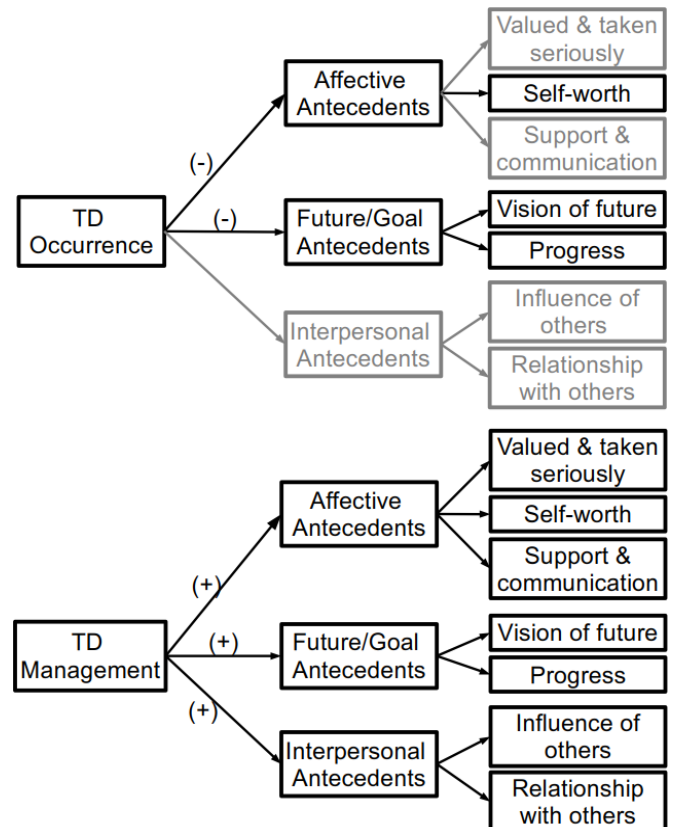 Valued & taken
seriously
Affective
Antecedents
Self-worth
Support &
communication
(-)
TD
Occurrence
(-)
Future/Goal
Antecedents
Vision of future
Progress
Interpersonal
Antecedents
Influence of
others
Relationship
with others
Valued & taken
seriously
Affective
Antecedents
Self-worth
Support &
communication
(+)
TD
Management
(+)
Future/Goal
Antecedents
Vision of future
Progress
(+)
Interpersonal
Antecedents
Influence of
others
Relationship
with others